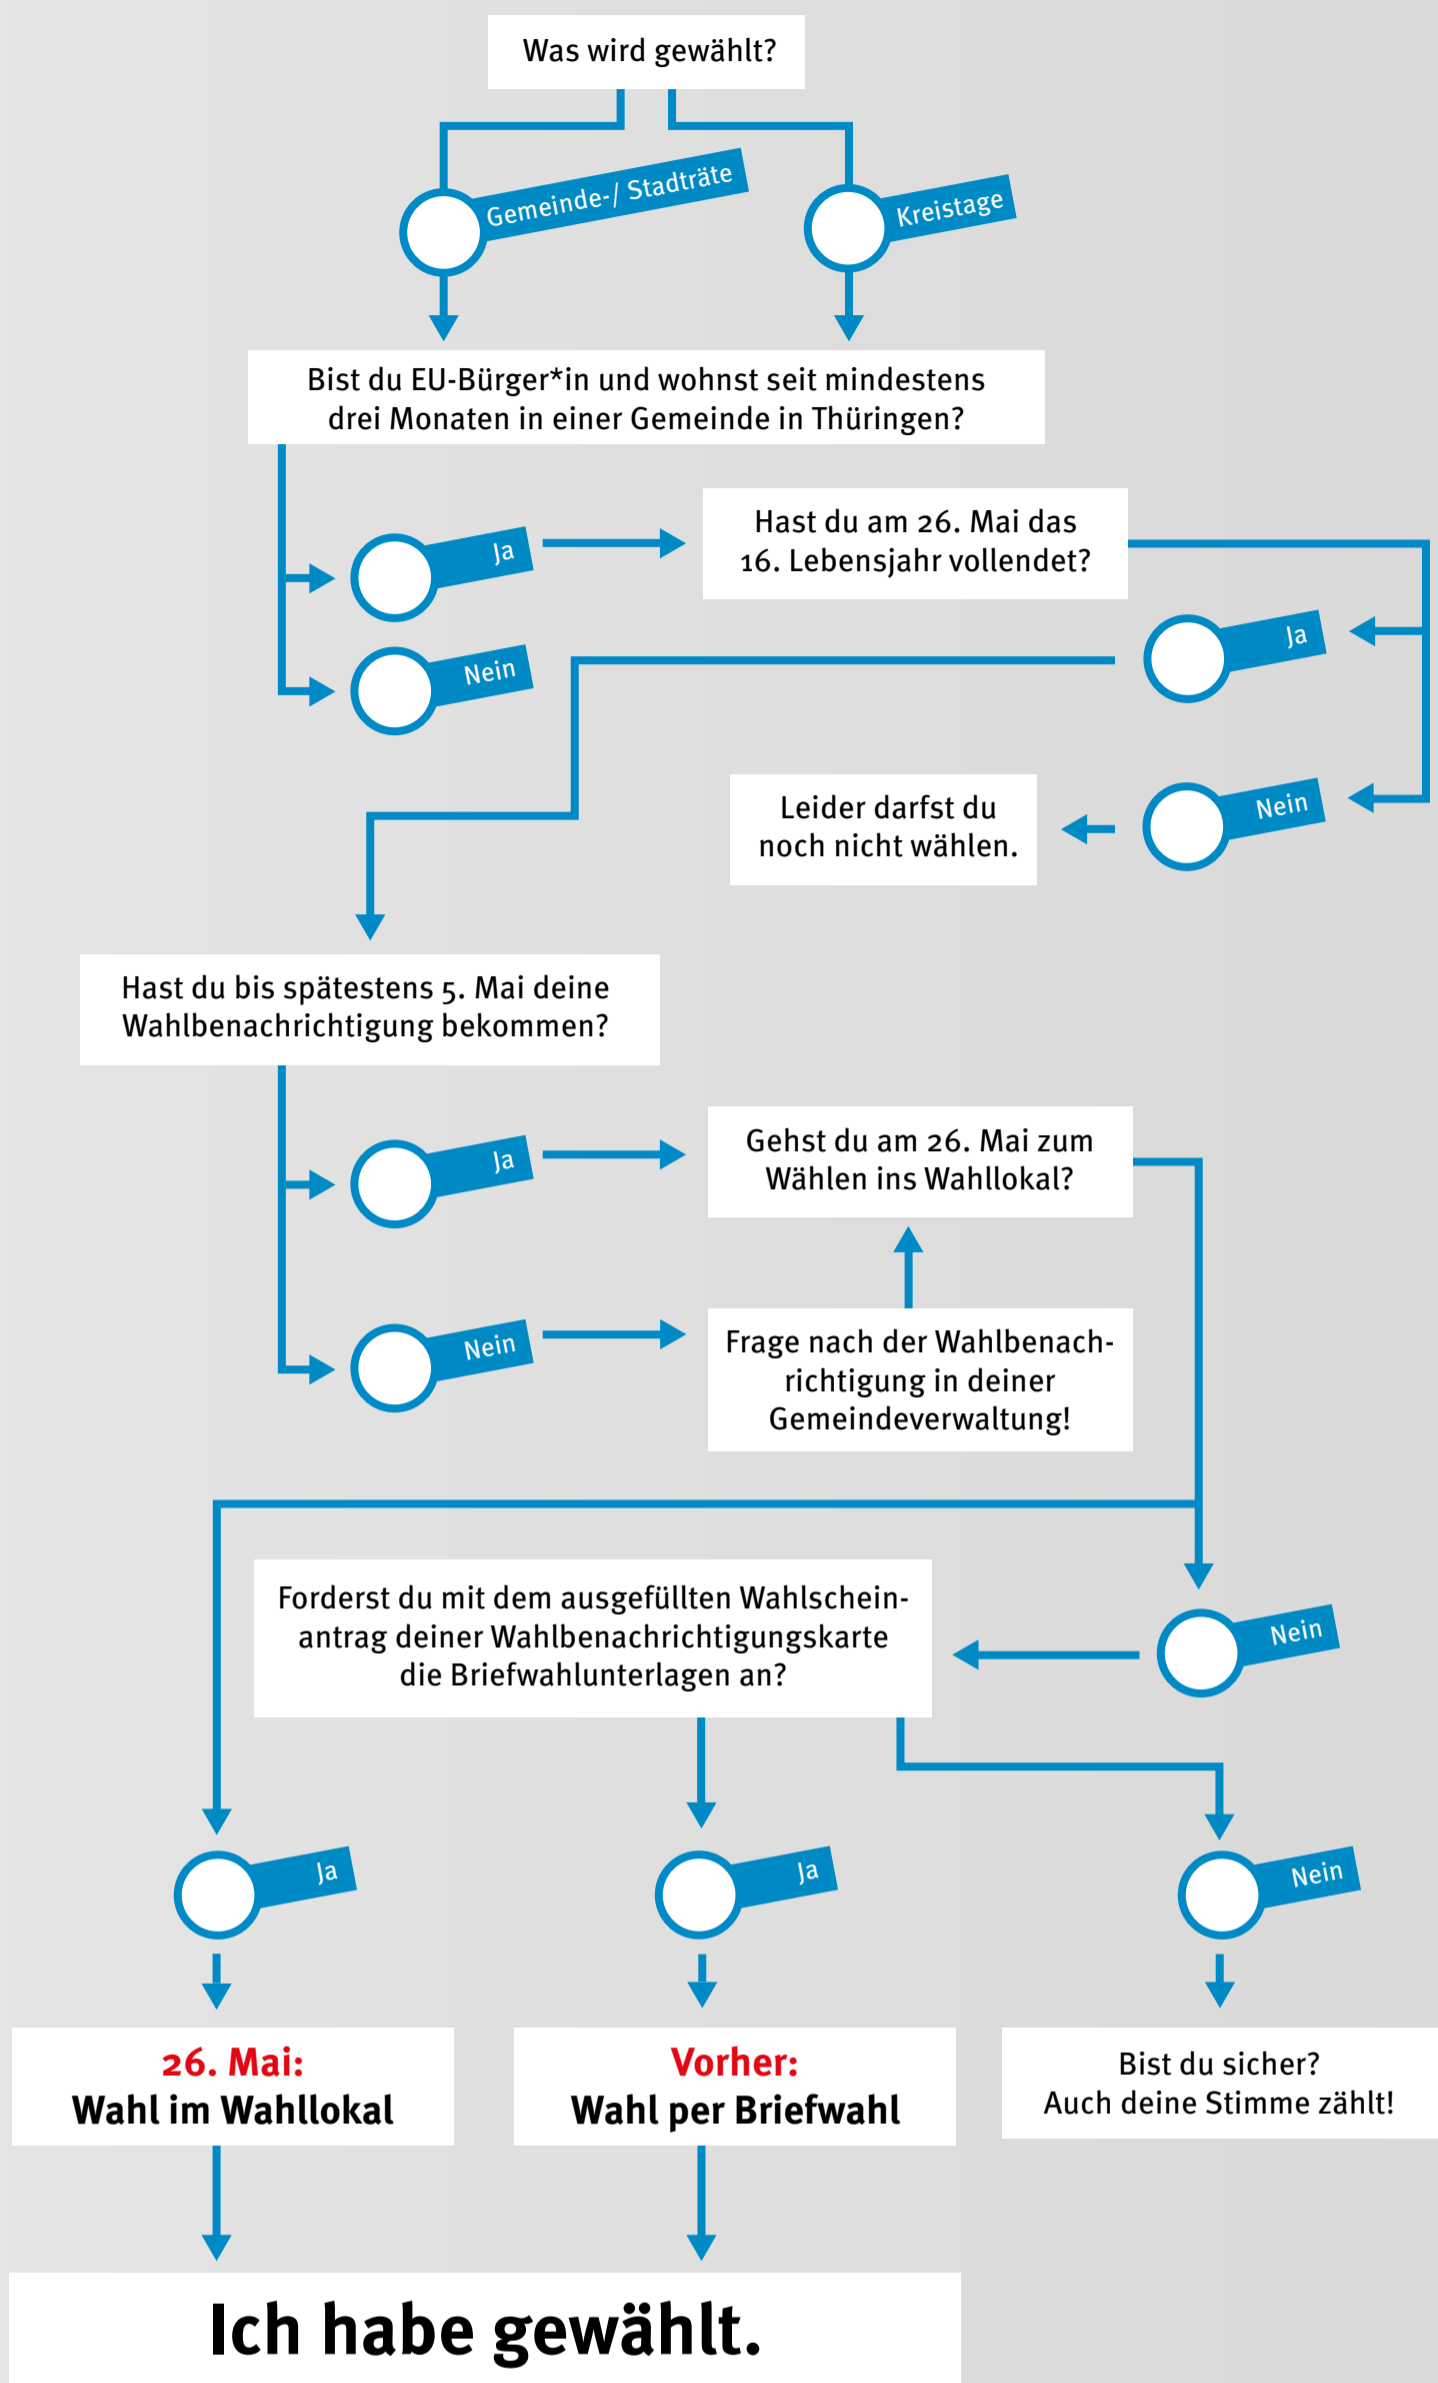 Was wird gewählt?
Gemeinde-/ Stadträte
Kreistage
Bist du EU-Bürger*in und wohnst seit mindestens
drei Monaten in einer Gemeinde in Thüringen?
Ja
Hast du am 26. Mai das
16. Lebensjahr vollendet?
Ja
Nein
Nein
Leider darfst du
noch nicht wählen.
Hast du bis spätestens 5. Mai deine
Wahlbenachrichtigung bekommen?
Ja
Gehst du am 26. Mai zum
Wählen ins Wahllokal?
Nein
Frage nach der Wahlbenach-
richtigung in deiner
Gemeindeverwaltung!
Forderst du mit dem ausgefüllten Wahlschein-
antrag deiner Wahlbenachrichtigungskarte
die Briefwahlunterlagen an?
Nein
Ja
Ja
Nein
26. Mai:
Wahl im Wahllokal
Vorher:
Wahl per Briefwahl
Bist du sicher?
Auch deine Stimme zählt!
Ich habe gewählt.